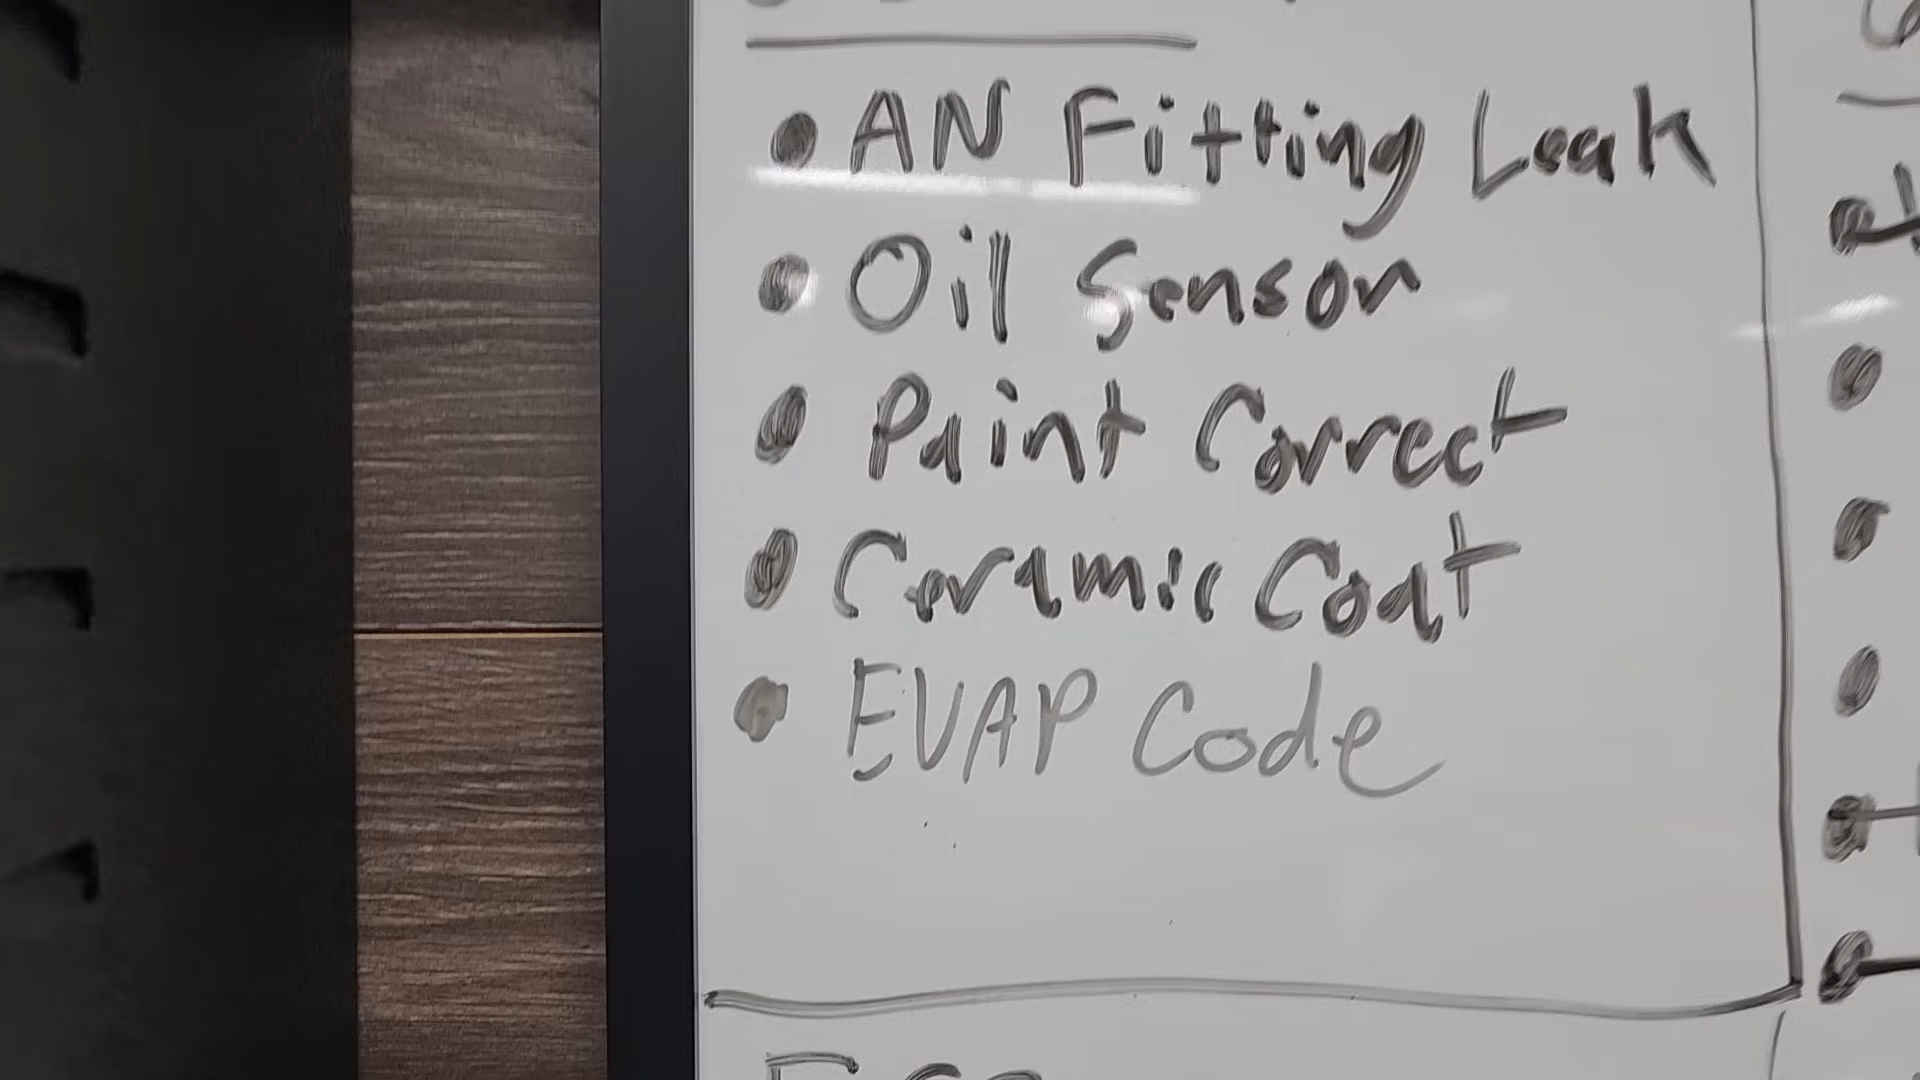 • AN Fitting Leak
• Oil Sensor
• Paint Correct
• Ceramic Coat
• EVAP Code